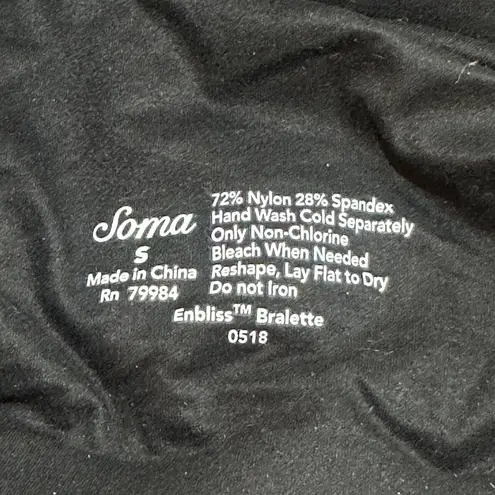 Soma
S
Made in China
Rn 79984
72% Nylon 28% Spandex
Hand Wash Cold Separately
Only Non-Chlorine
Bleach When Needed
Reshape, Lay Flat to Dry
Do not Iron
Enbliss™ Bralette
0518